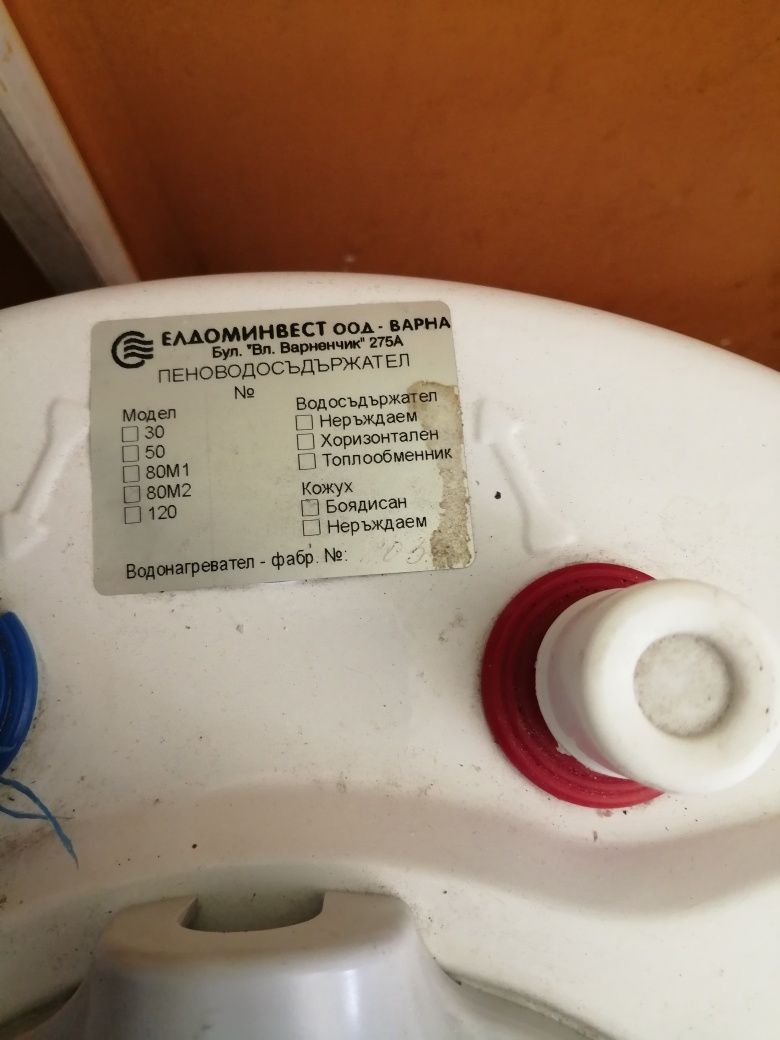 ЕЛДОМИНВЕСТ ООД - ВАРНА
Бул. "Вл. Варненчик" 275А
ПЕНОВОДОСЪДЪРЖАТЕЛ
№
Модел
30
50
80М1
80М2
120
Водосъдържател
Неръждаем
Хоризонтален
Топлообменник
Кожух
Боядисан
Неръждаем
Водонагревател - фабр. №: